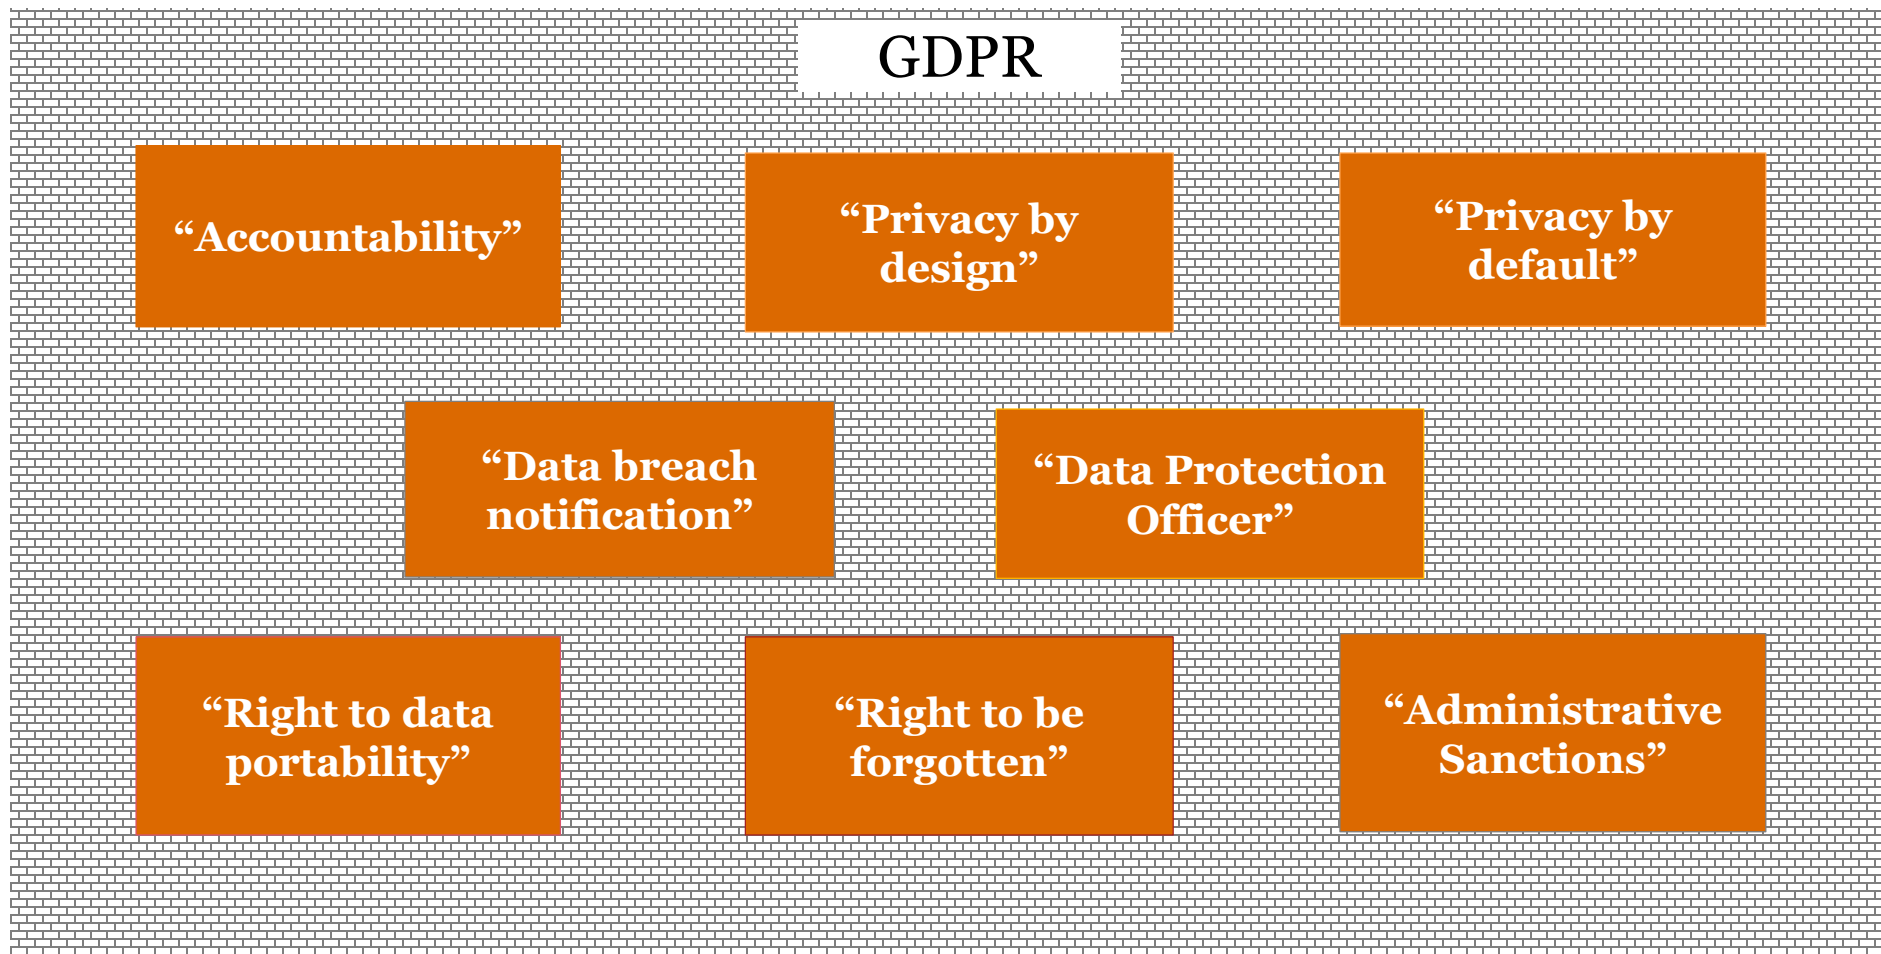 GDPR
“Accountability”
“Privacy by
design”
“Privacy by
default”
“Data breach
notification”
“Data Protection
Officer”
“Right to data
portability”
“Right to be
forgotten”
“Administrative
Sanctions”